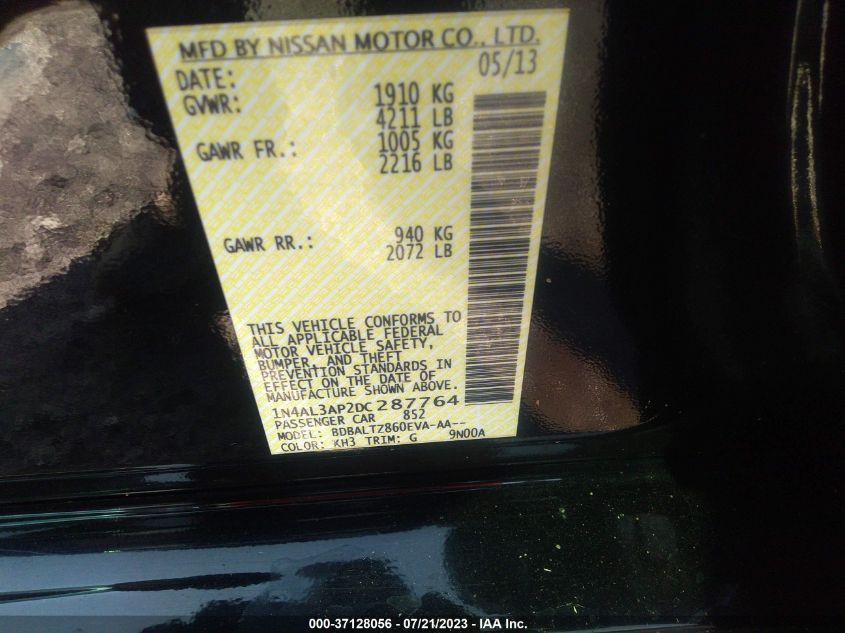 MFD BY NISSAN MOTOR CO., LTD.
DATE: 05/13
GVWR: 1910 KG
4211 LB
GAWR FR.: 1005 KG
2216 LB
GAWR RR.: 940 KG
2072 LB
THIS VEHICLE CONFORMS TO
ALL APPLICABLE FEDERAL
MOTOR VEHICLE SAFETY,
BUMPER, AND THEFT
PREVENTION STANDARDS IN
EFFECT ON THE DATE OF
MANUFACTURE SHOWN ABOVE.
1N4AL3AP2DC287764
PASSENGER CAR 852
MODEL: BDBALTZ860EVA-AA--
COLOR: KH3 TRIM: G 9N00A
000-37128056 - 07/21/2023 - IAA Inc.